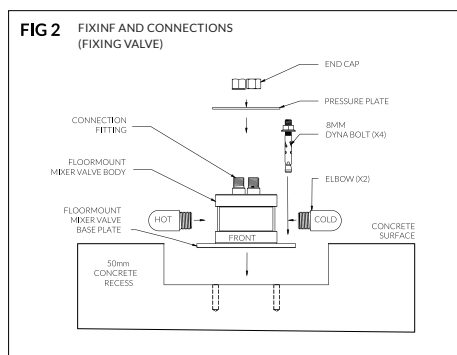 FIG 2 FIXINF AND CONNECTIONS
(FIXING VALVE)
END CAP
PRESSURE PLATE
CONNECTION
FITTING
8MM
DYNA BOLT (X4)
FLOORMOUNT
MIXER VALVE BODY
ELBOW (X2)
HOT
COLD
FLOORMOUNT
MIXER VALVE
BASE PLATE
FRONT
CONCRETE
SURFACE
50mm
CONCRETE
RECESS